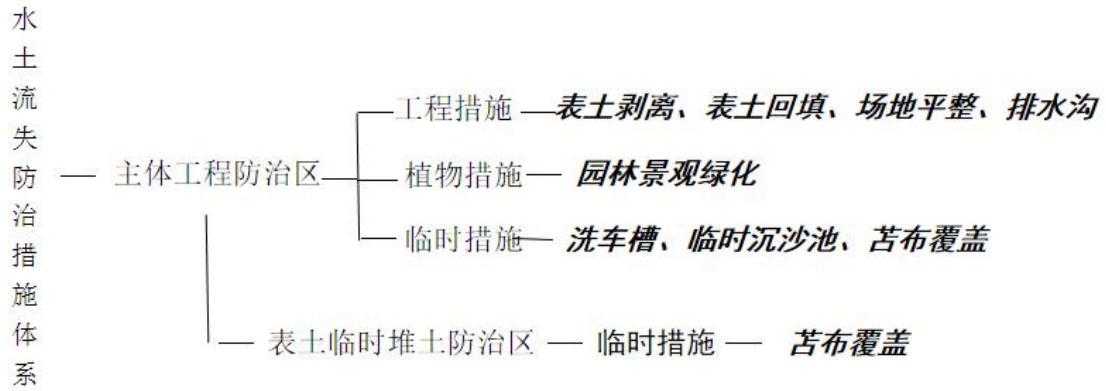 水土流失防治措施体系
工程措施 表土剥离、表土回填、场地平整、排水沟
主体工程防治区 植物措施 园林景观绿化
临时措施 洗车槽、临时沉沙池、苫布覆盖
表土临时堆土防治区 临时措施 苫布覆盖